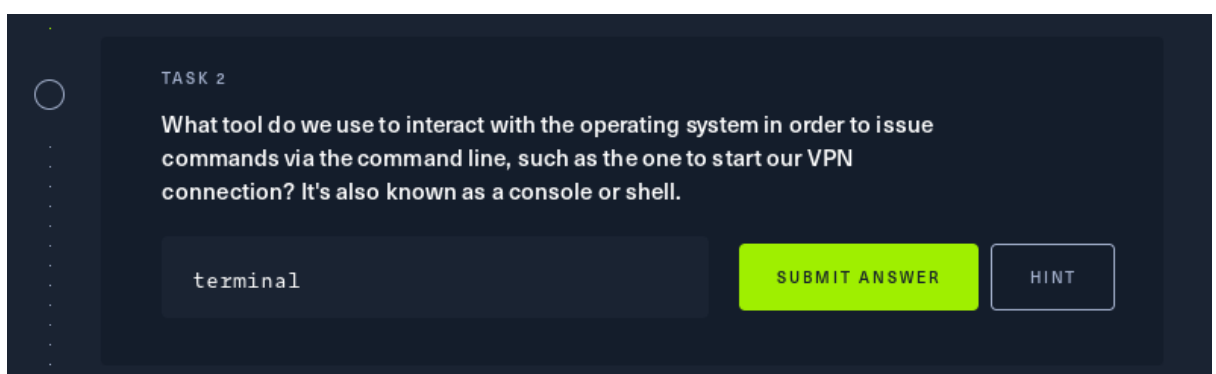 TASK 2
What tool do we use to interact with the operating system in order to issue
commands via the command line, such as the one to start our VPN
connection? It's also known as a console or shell.
terminal
SUBMIT ANSWER
HINT